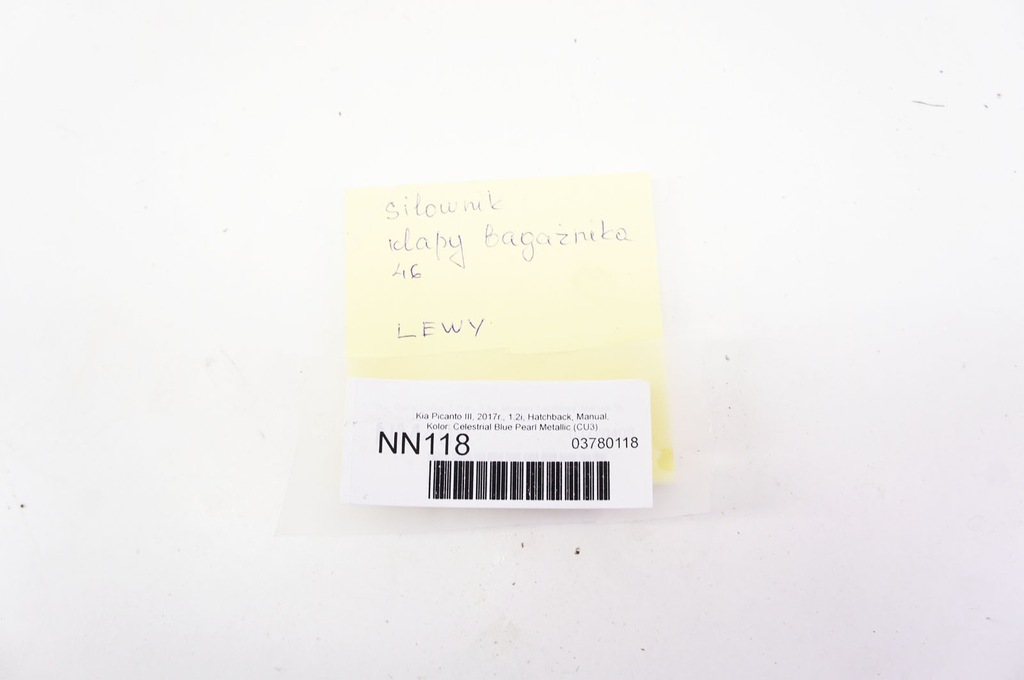 siłownik
klapy bagażnika
46
LEWY
Kia Picanto III, 2017r., 1.2i, Hatchback, Manual.
Kolor: Celestrial Blue Pearl Metallic (CU3)
NN118 03780118